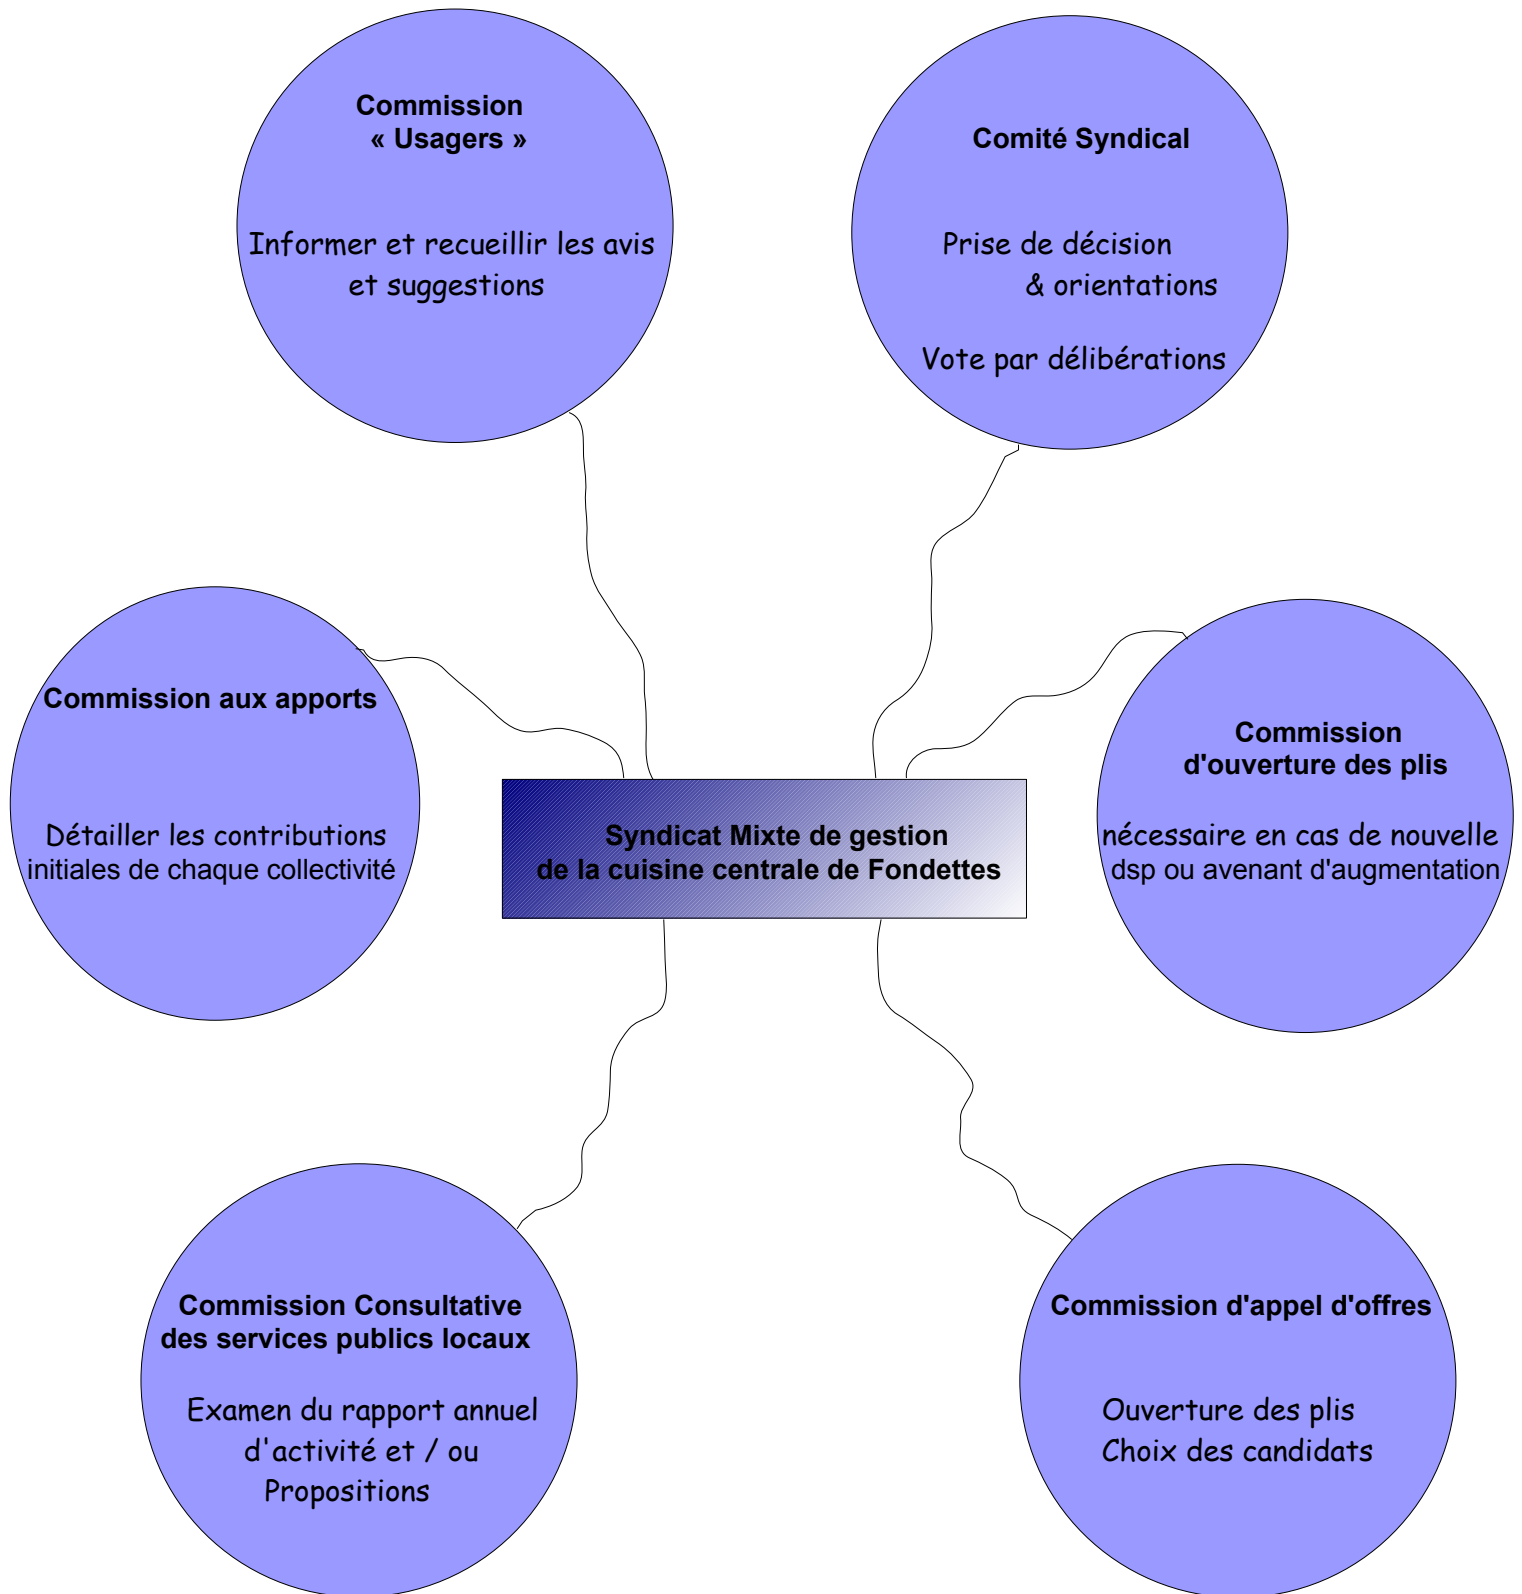 Commission
« Usagers »
Informer et recueillir les avis
et suggestions
Comité Syndical
Prise de décision
& orientations
Vote par délibérations
Commission aux apports
Détailler les contributions
initiales de chaque collectivité
Commission
d'ouverture des plis
nécessaire en cas de nouvelle
dsp ou avenant d'augmentation
Syndicat Mixte de gestion
de la cuisine centrale de Fondettes
Commission Consultative
des services publics locaux
Examen du rapport annuel
d'activité et / ou
Propositions
Commission d'appel d'offres
Ouverture des plis
Choix des candidats